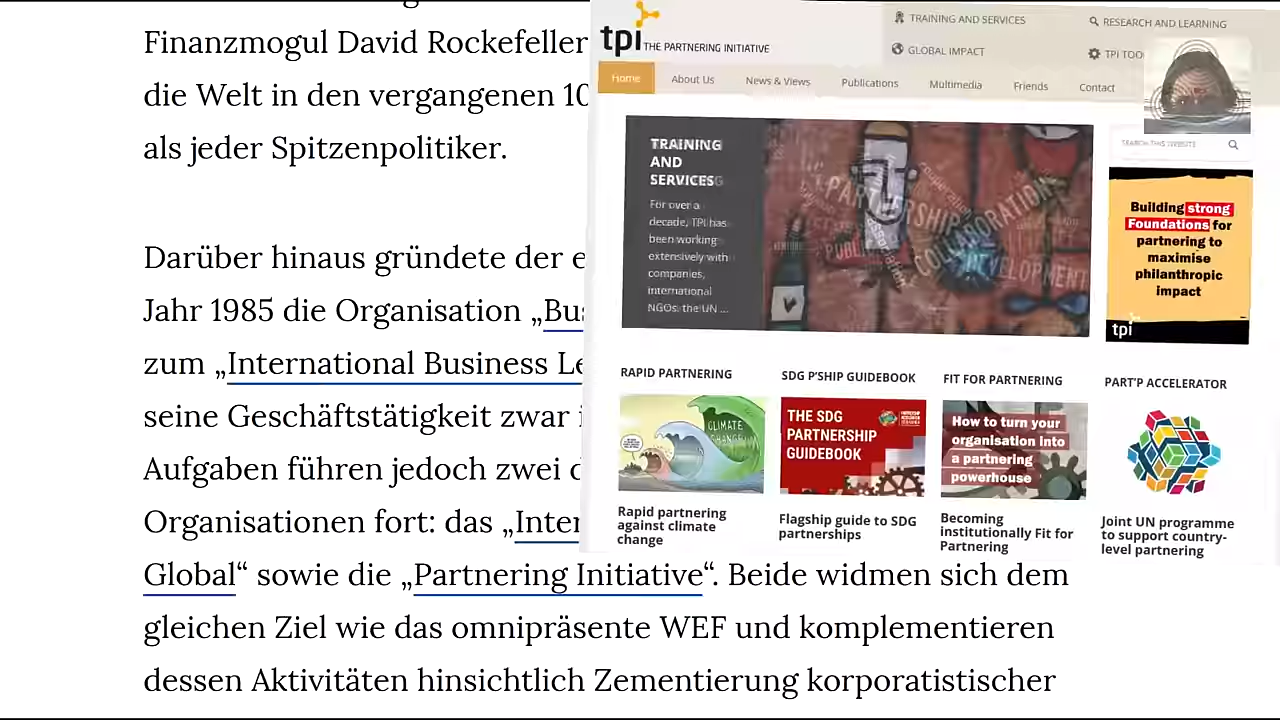 Finanzmogul David Rockefeller
die Welt in den vergangenen 10
als jeder Spitzenpolitiker.
Darüber hinaus gründete der e
Jahr 1985 die Organisation „Bus
zum „International Business Le
seine Geschäftstätigkeit zwar i
Aufgaben führen jedoch zwei d
Organisationen fort: das „Inter
Global“ sowie die „Partnering Initiative“. Beide widmen sich dem
gleichen Ziel wie das omnipräsente WEF und komplementieren
dessen Aktivitäten hinsichtlich Zementierung korporatistischer
tpi THE PARTNERING INITIATIVE
TRAINING AND SERVICES
RESEARCH AND LEARNING
GLOBAL IMPACT
TPI TOO
Home About Us News & Views Publications Multimedia Friends Contact
SEARCH THIS WEBSITE
TRAINING
AND
SERVICES
For over a
decade, TPI has
been working
extensively with
companies,
international
NGOs, the UN ...
PARTNERSHIP
COLLABORATION
DEVELOPMENT
Building strong
Foundations for
partnering to
maximise
philanthropic
impact
tpi
RAPID PARTNERING
CLIMATE
CHANGE
Rapid partnering
against climate
change
SDG P'SHIP GUIDEBOOK
THE SDG
PARTNERSHIP
GUIDEBOOK
Flagship guide to SDG
partnerships
FIT FOR PARTNERING
How to turn your
organisation into
a partnering
powerhouse
Becoming
institutionally Fit for
Partnering
PART'P ACCELERATOR
Joint UN programme
to support country-
level partnering